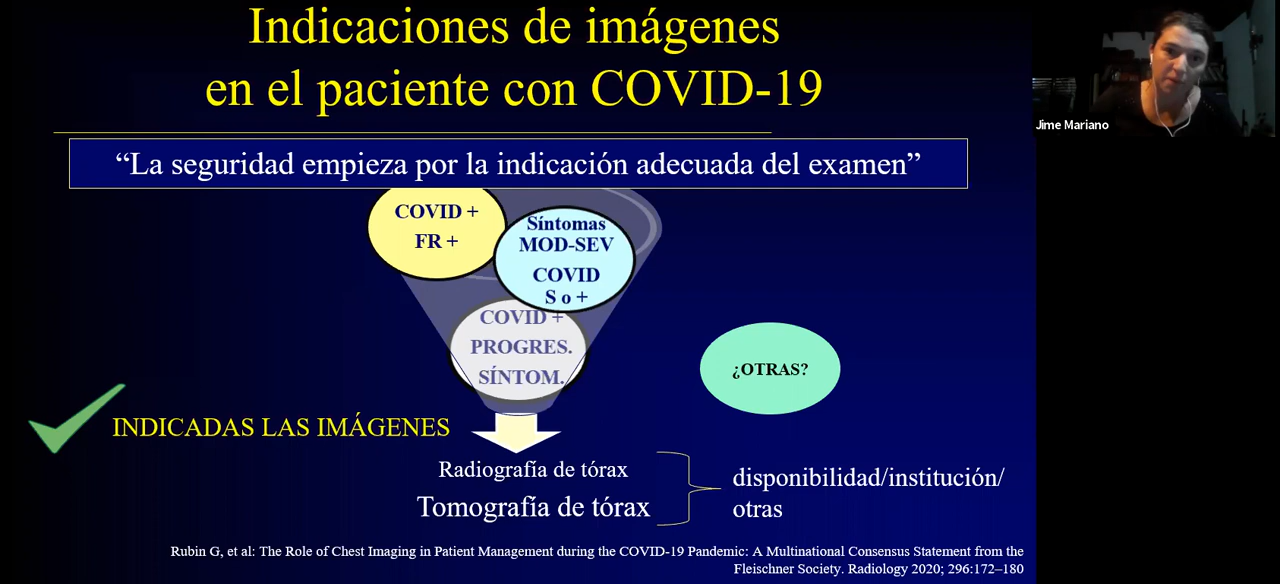 Indicaciones de imágenes
en el paciente con COVID-19
Jime Mariano
“La seguridad empieza por la indicación adecuada del examen”
COVID +
FR +
Síntomas
MOD-SEV
COVID
S o +
COVID +
PROGRES.
SÍNTOM.
¿OTRAS?
INDICADAS LAS IMÁGENES
Radiografía de tórax
Tomografía de tórax
disponibilidad/institución/
otras
Rubin G, et al: The Role of Chest Imaging in Patient Management during the COVID-19 Pandemic: A Multinational Consensus Statement from the
Fleischner Society. Radiology 2020; 296:172–180